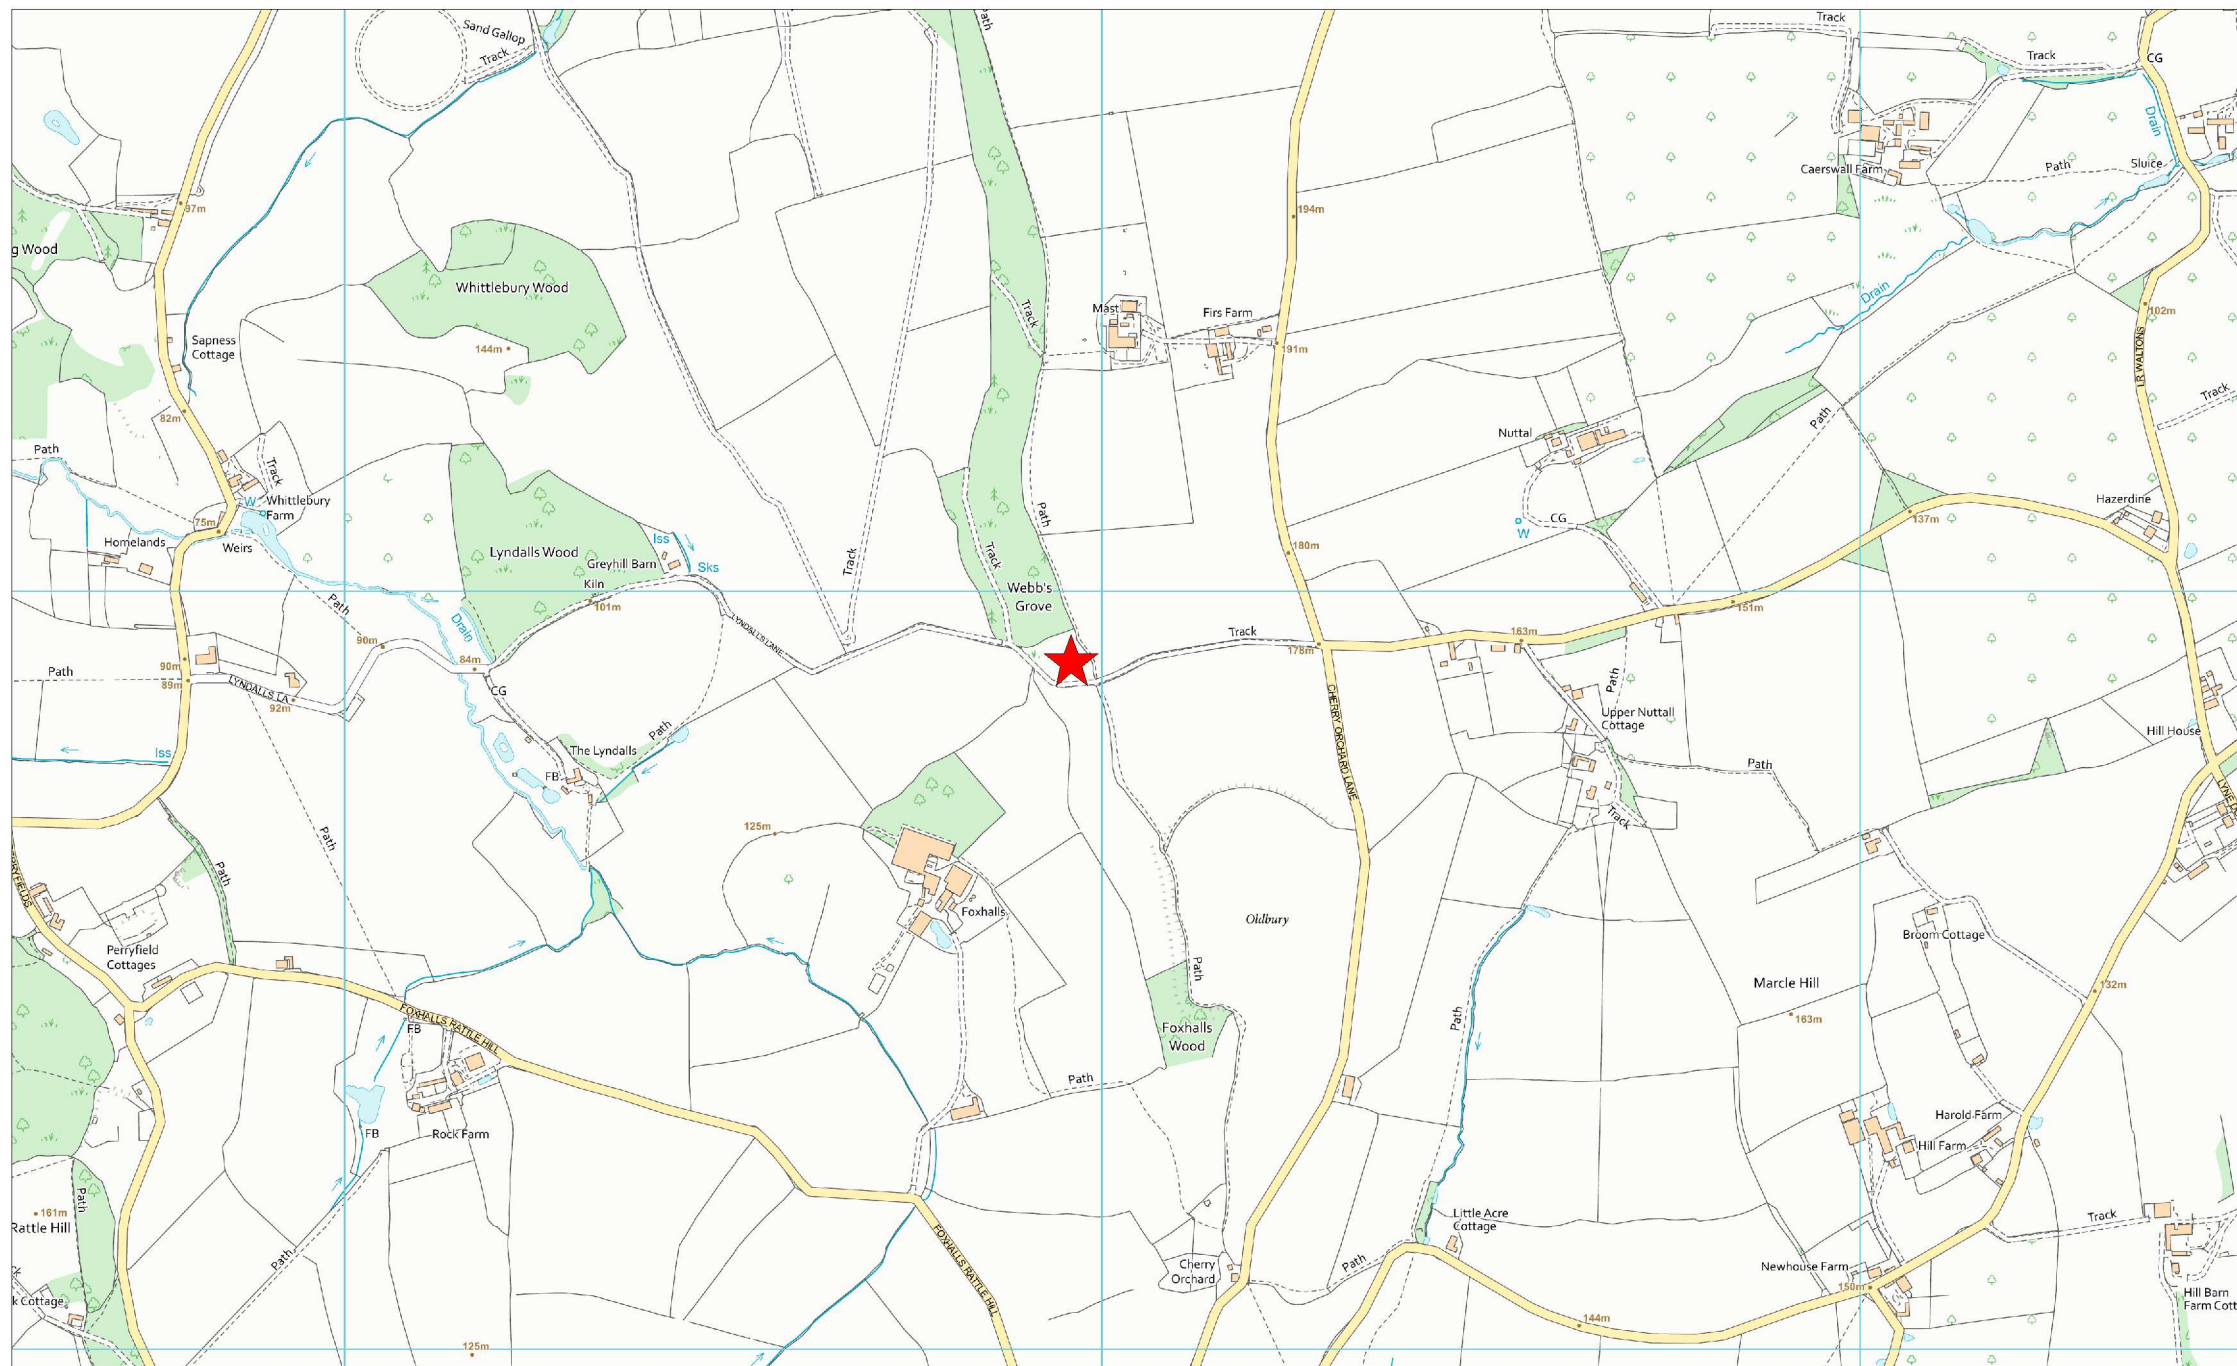 Sand Gallop
Track
Path
Track
Track
CG
Drain
Sluice
Path
Caerswall Farm
97m
194m
g Wood
Whittlebury Wood
Drain
102m
Track
Mast
Firs Farm
Sapness
Cottage
144m
191m
LR WALTONS
Track
82m
Path
Nuttal
Path
Track
Whittlebury
Farm
W
75m
Weirs
Homelands
Path
Hazerdine
CG
W
137m
Iss
Sks
Lyndalls Wood
Greyhill Barn
Kiln
101m
Track
Track
180m
Webb's
Grove
Path
Drain
LYNDALLS LANE
151m
90m
84m
Track
163m
178m
90m
Path
89m
LYNDALLS LA
92m
CG
Path
Upper Nuttall
Cottage
CHERRY ORCHARD LANE
Path
The Lyndalls
FB
Iss
Hill House
Path
Track
LYNE D
125m
Path
Path
RRYFIELDS
Foxhalls
Oldbury
Perryfield
Cottages
Path
Broom Cottage
Marcle Hill
132m
163m
FOXHALLS RATTLE HILL
FB
Foxhalls
Wood
Path
Path
Rock Farm
FB
Harold Farm
Hill Farm
Path
161m
Rattle Hill
Little Acre
Cottage
Track
FOXHALLS RATTLE HILL
Path
Path
Cherry
Orchard
Newhouse Farm
150m
k Cottage
Hill Barn
Farm Cott
144m
125m